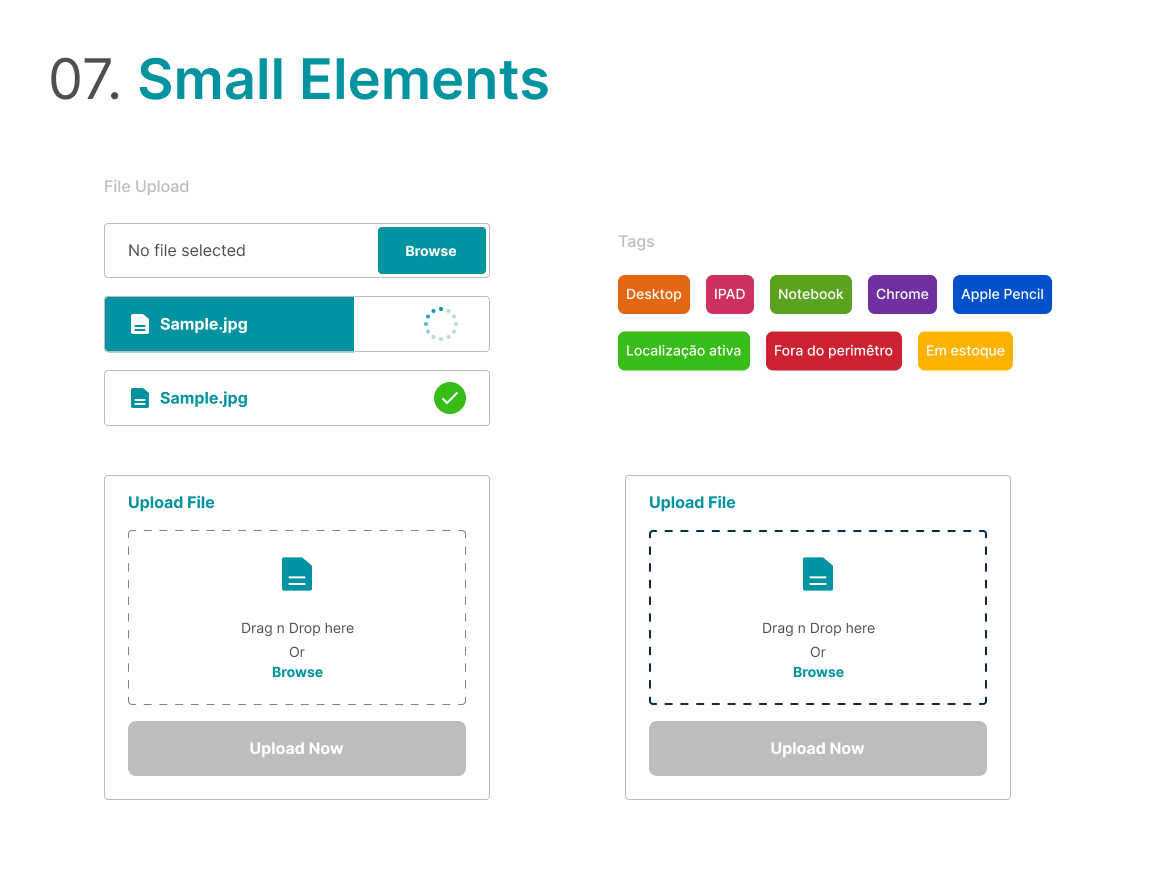 07. Small Elements
File Upload
No file selected
Browse
Sample.jpg
Sample.jpg
Tags
Desktop IPAD Notebook Chrome Apple Pencil
Localização ativa Fora do perimêtro Em estoque
Upload File
Drag n Drop here
Or
Browse
Upload Now
Upload File
Drag n Drop here
Or
Browse
Upload Now